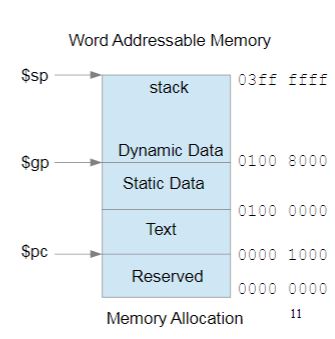 Word Addressable Memory
$sp
stack
03ff ffff
Dynamic Data
$gp
0100 8000
Static Data
0100 0000
Text
$pc
0000 1000
Reserved
0000 0000
Memory Allocation
11